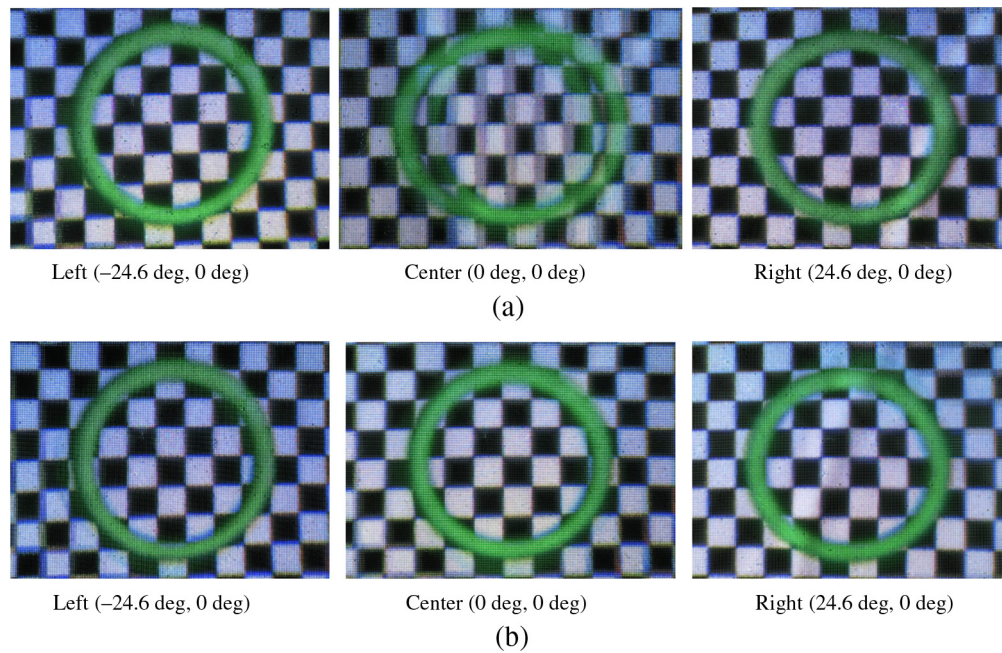 Left (–24.6 deg, 0 deg)
Center (0 deg, 0 deg)
Right (24.6 deg, 0 deg)
(a)
Left (–24.6 deg, 0 deg)
Center (0 deg, 0 deg)
Right (24.6 deg, 0 deg)
(b)